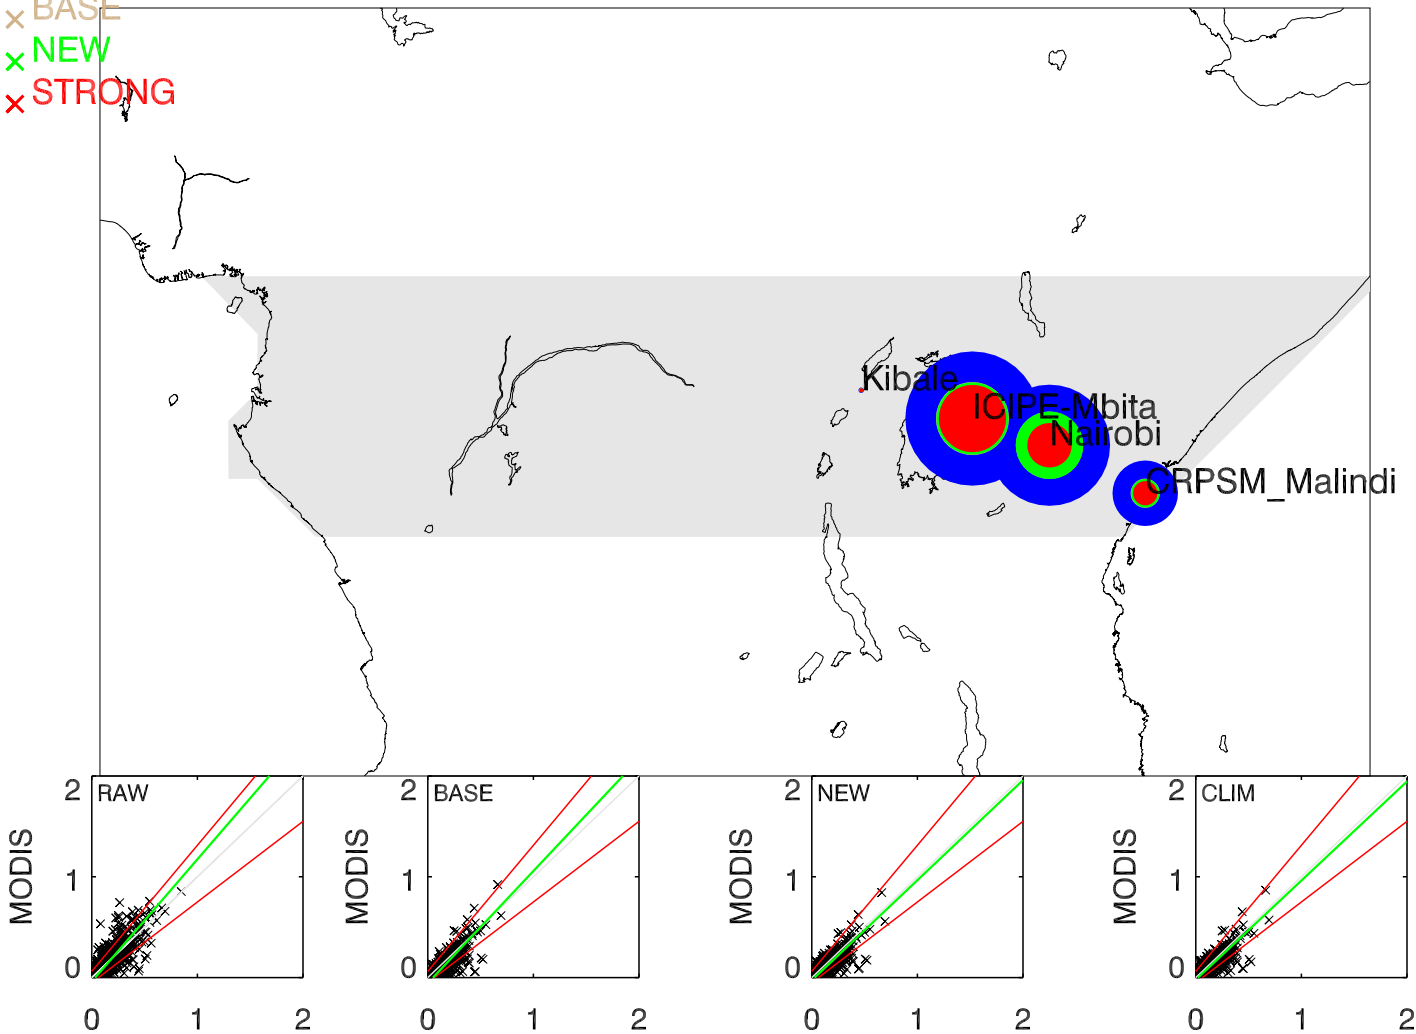 BASE
NEW
STRONG
Kibale
ICIPE-Mbita
Nairobi
CRPSM_Malindi
2
RAW
1
0
MODIS
0 1 2
2
BASE
1
0
MODIS
0 1 2
2
NEW
1
0
MODIS
0 1 2
2
CLIM
1
0
MODIS
0 1 2